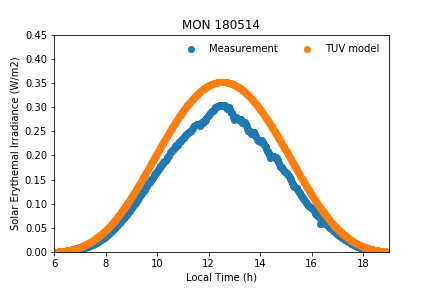 MON 180514
Measurement TUV model
Solar Erythemal Irradiance (W/m2)
0.45
0.40
0.35
0.30
0.25
0.20
0.15
0.10
0.05
0.00
6 8 10 12 14 16 18
Local Time (h)